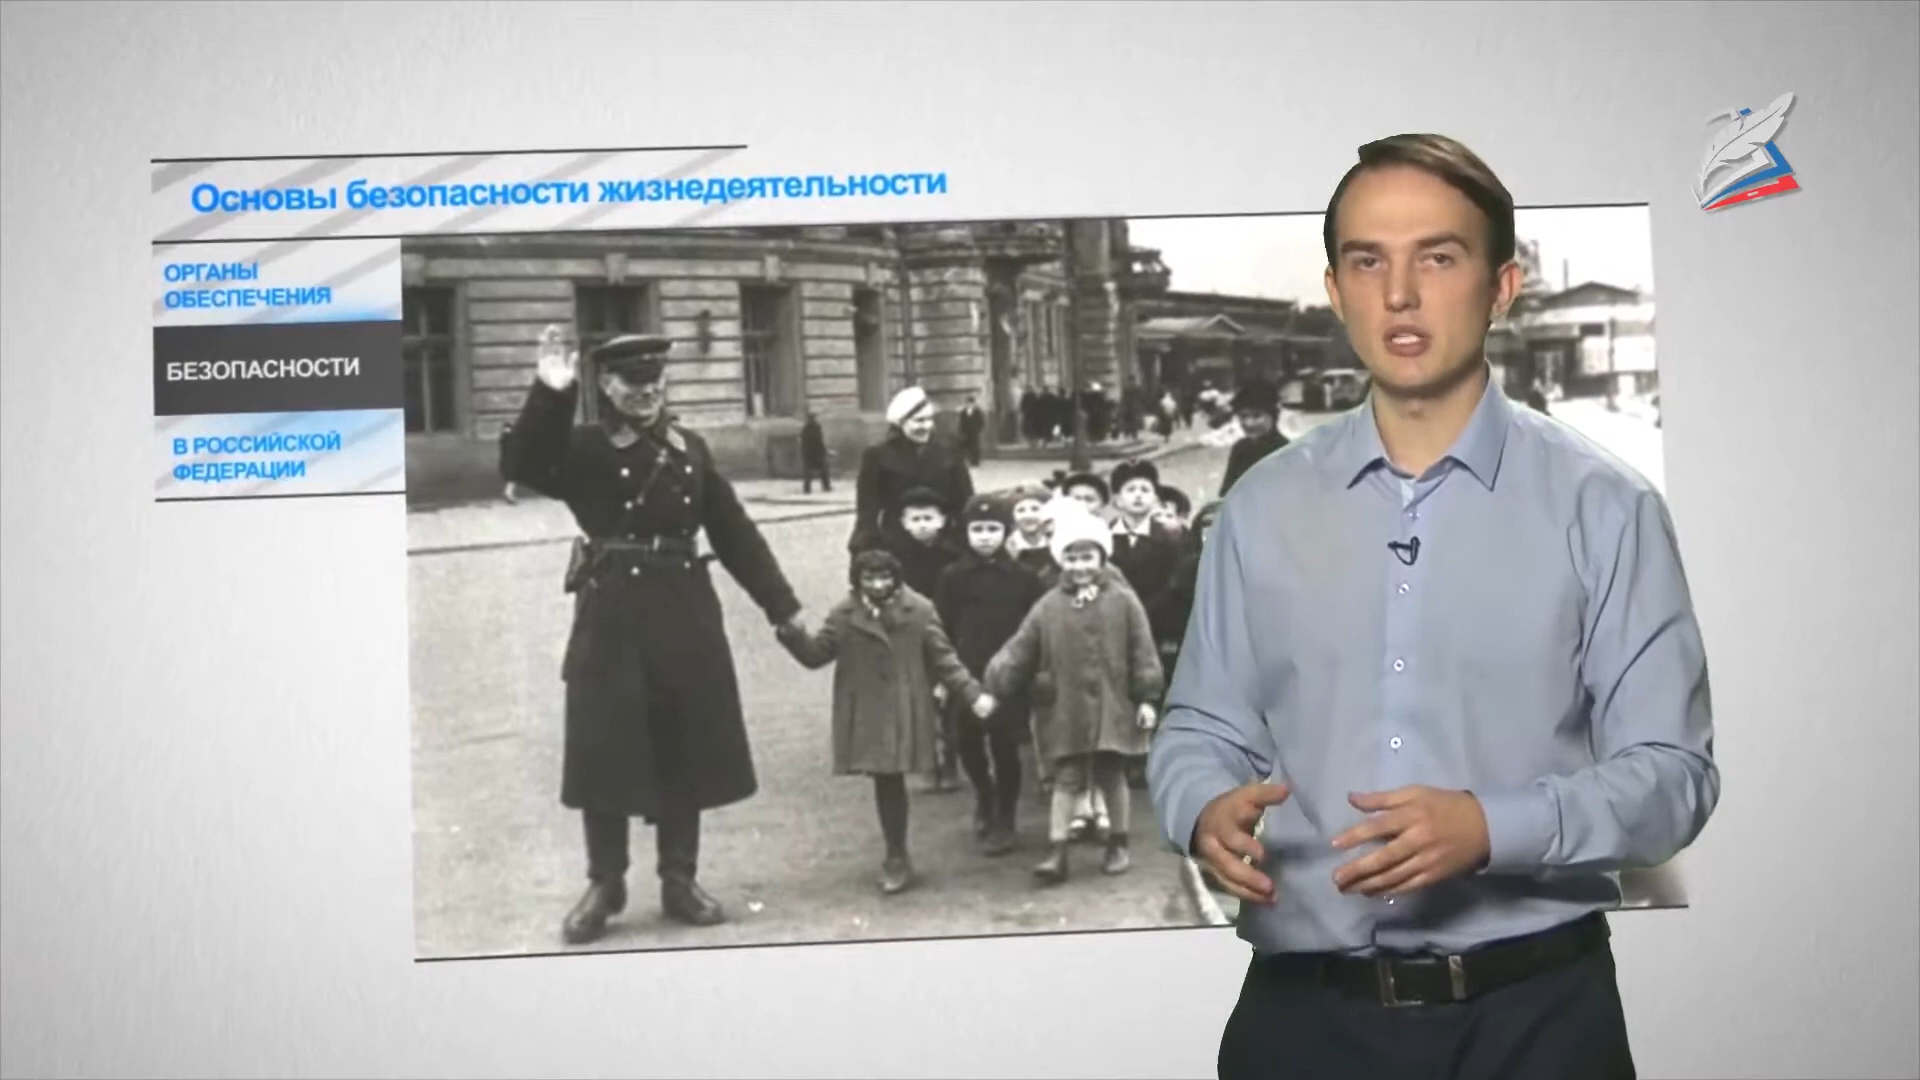 Основы безопасности жизнедеятельности
ОРГАНЫ
ОБЕСПЕЧЕНИЯ
БЕЗОПАСНОСТИ
В РОССИЙСКОЙ
ФЕДЕРАЦИИ